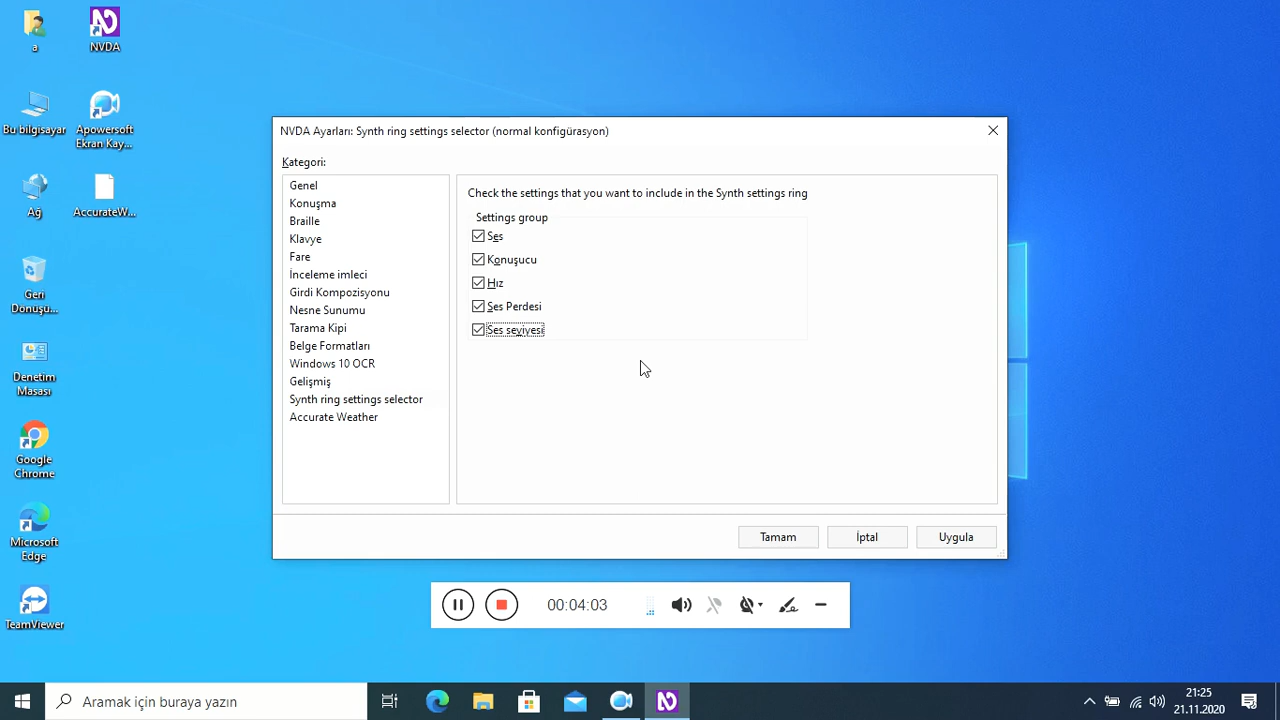 a
NVDA
Bu bilgisayar
Apowersoft
Ekran Kay...
Ağ
AccurateW...
Geri
Donuşu...
Denetim
Masası
Google
Chrome
Microsoft
Edge
TeamViewer
NVDA Ayarları: Synth ring settings selector (normal konfigürasyon)
Kategori:
Genel
Konuşma
Braille
Klavye
Fare
İnceleme imleci
Girdi Kompozisyonu
Nesne Sunumu
Tarama Kipi
Belge Formatları
Windows 10 OCR
Gelişmiş
Synth ring settings selector
Accurate Weather
Check the settings that you want to include in the Synth settings ring
Settings group
Ses
Konuşucu
Hız
Ses Perdesi
Ses seviyesi
Tamam
İptal
Uygula
00:04:03
Aramak için buraya yazın
21:25
21.11.2020